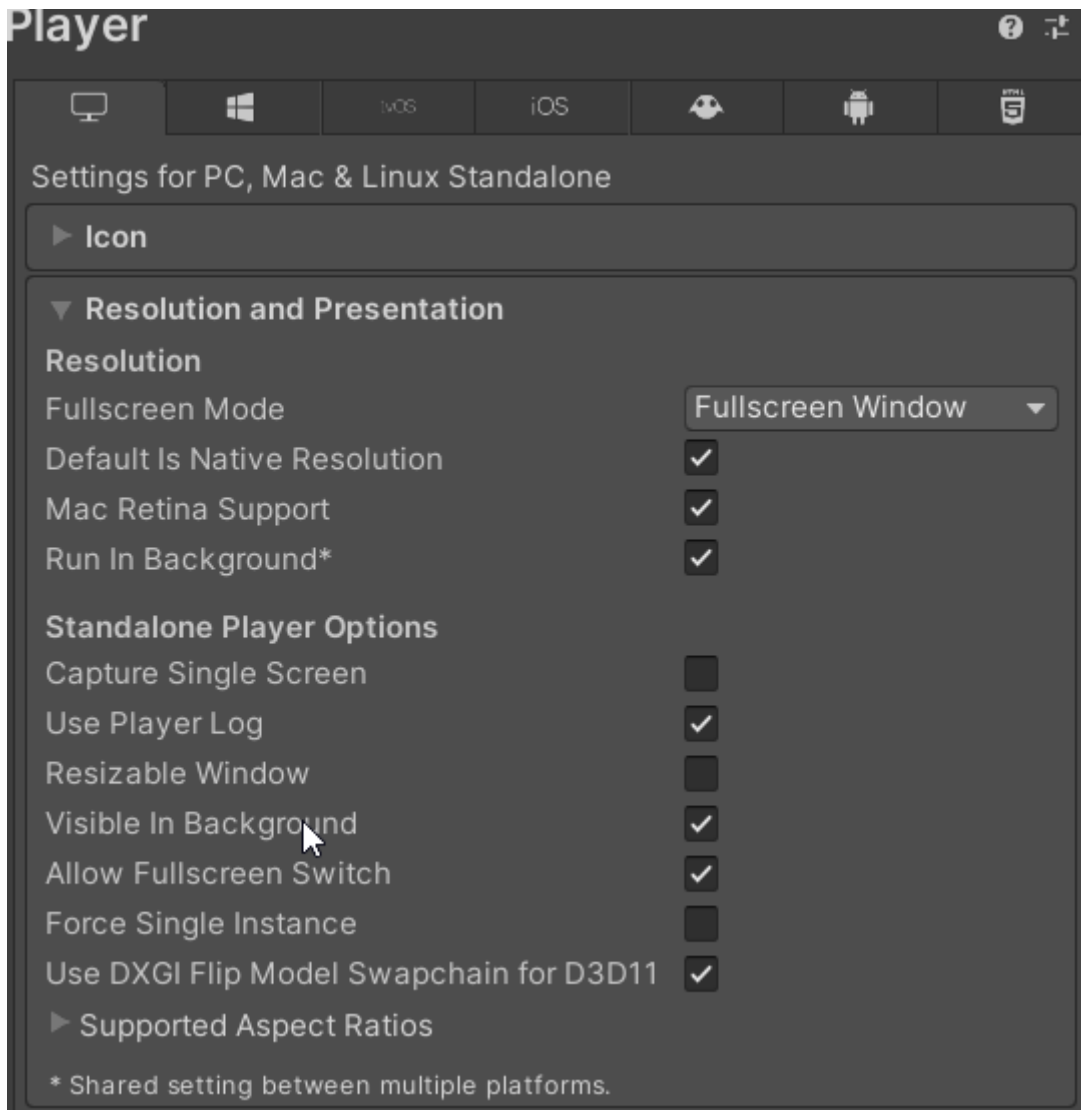 Player
tvOS
iOS
HTML
5
Settings for PC, Mac & Linux Standalone
Icon
Resolution and Presentation
Resolution
Fullscreen Mode
Fullscreen Window
Default Is Native Resolution
Mac Retina Support
Run In Background*
Standalone Player Options
Capture Single Screen
Use Player Log
Resizable Window
Visible In Background
Allow Fullscreen Switch
Force Single Instance
Use DXGI Flip Model Swapchain for D3D11
Supported Aspect Ratios
* Shared setting between multiple platforms.